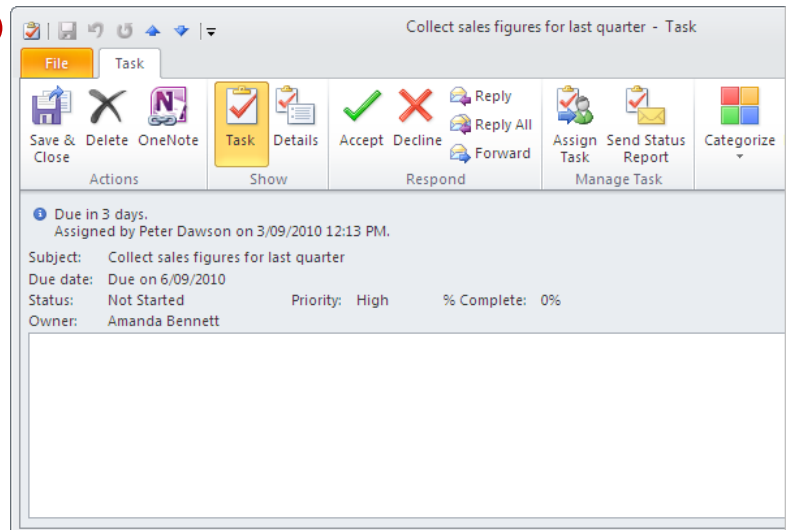 Collect sales figures for last quarter - Task
File Task
Save & Close Delete OneNote Task Details Accept Decline Reply Reply All Forward Assign Task Send Status Report Categorize
Actions Show Respond Manage Task
Due in 3 days.
Assigned by Peter Dawson on 3/09/2010 12:13 PM.
Subject: Collect sales figures for last quarter
Due date: Due on 6/09/2010
Status: Not Started Priority: High % Complete: 0%
Owner: Amanda Bennett